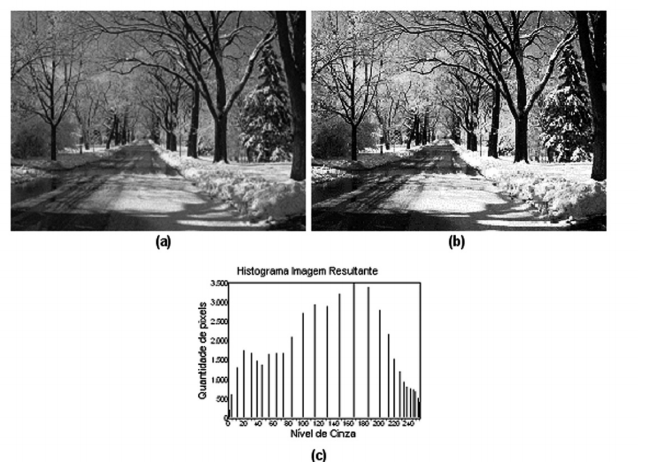 (a)
(b)
Histograma Imagem Resultante
Quantidade de pixels
3.500
3.000
2.500
2.000
1.500
1.000
500
0
0 20 40 60 80 100 120 140 160 180 200 220 240
Nível de Cinza
(c)